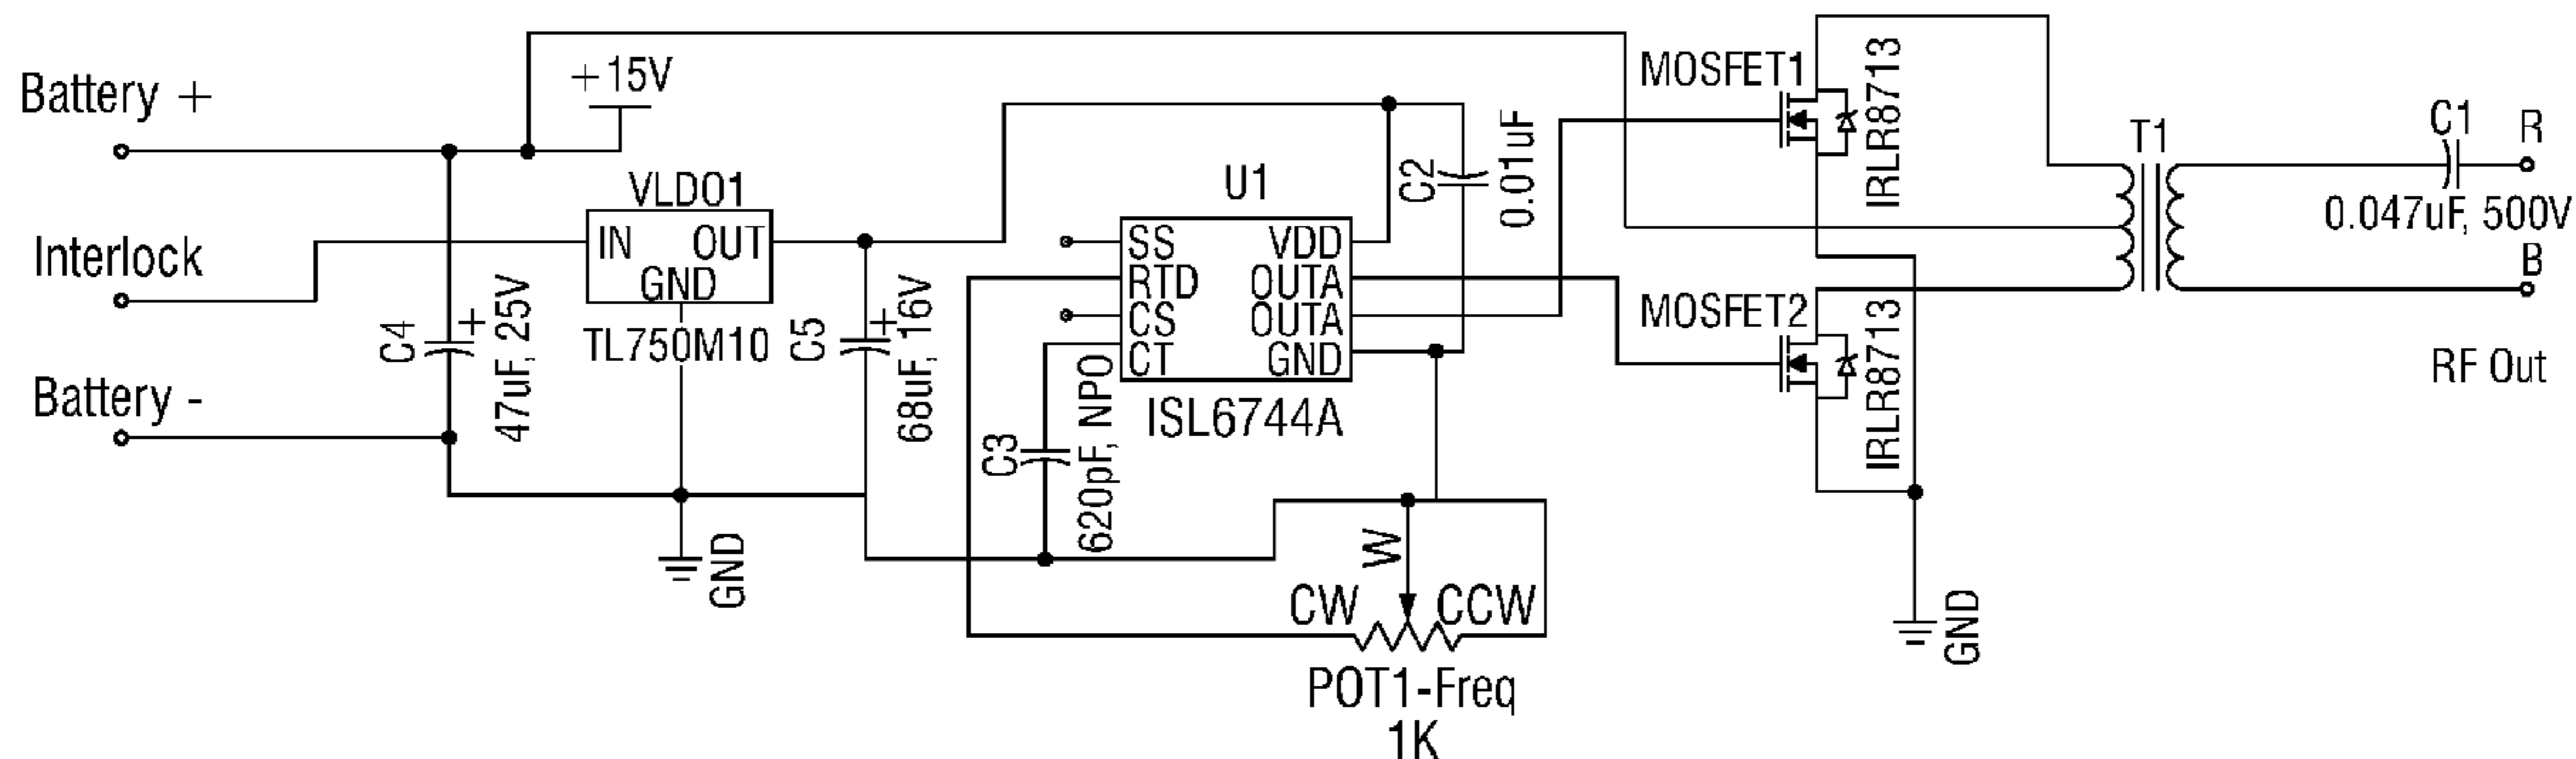 Battery +
+15V
Interlock
Battery -
C4
+
47uF, 25V
VLDO1
IN OUT
GND
TL750M10
GND
C5
+
68uF, 16V
C3
620pF, NPO
U1
SS VDD
RTD OUTA
CS OUTA
CT GND
ISL6744A
C2
0.01uF
W
CW CCW
POT1-Freq
1K
MOSFET1
IRLR8713
MOSFET2
IRLR8713
GND
T1
C1
R
0.047uF, 500V
B
RF Out